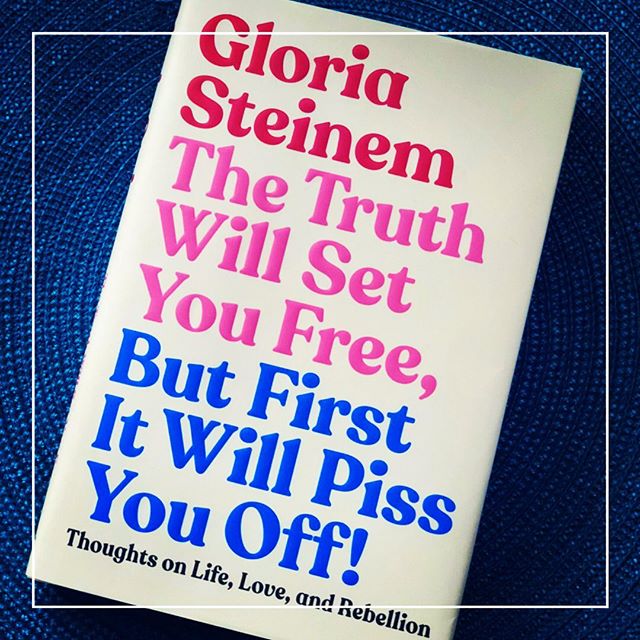 Gloria
Steinem
The Truth
Will Set
You Free,
But First
It Will Piss
You Off!
Thoughts on Life, Love, and Rebellion